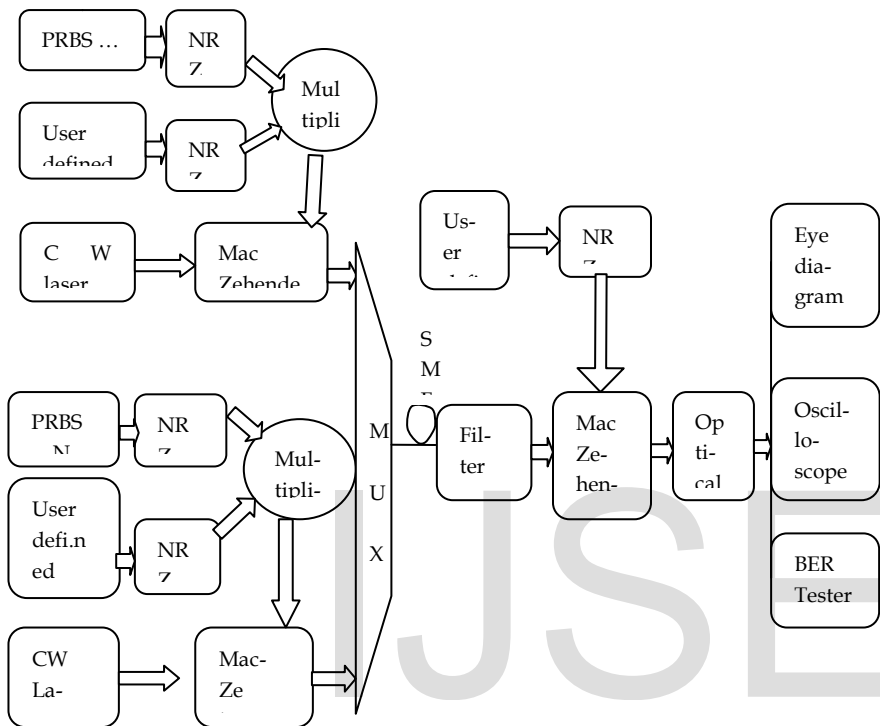 PRBS …
NR
Z
Mul
tipli
User
defined
NR
Z
C W
laser
Mac
Zehende
Us-
er
defi
NR
Z
Eye
dia-
gram
S
M
F
PRBS
N
NR
Z
Mul-
tipli-
M
U
X
Fil-
ter
Mac
Ze-
hen-
Op
ti-
cal
Oscil-
lo-
scope
User
defi.n
ed
NR
Z
BER
Tester
CW
La-
Mac-
Ze
IJSE